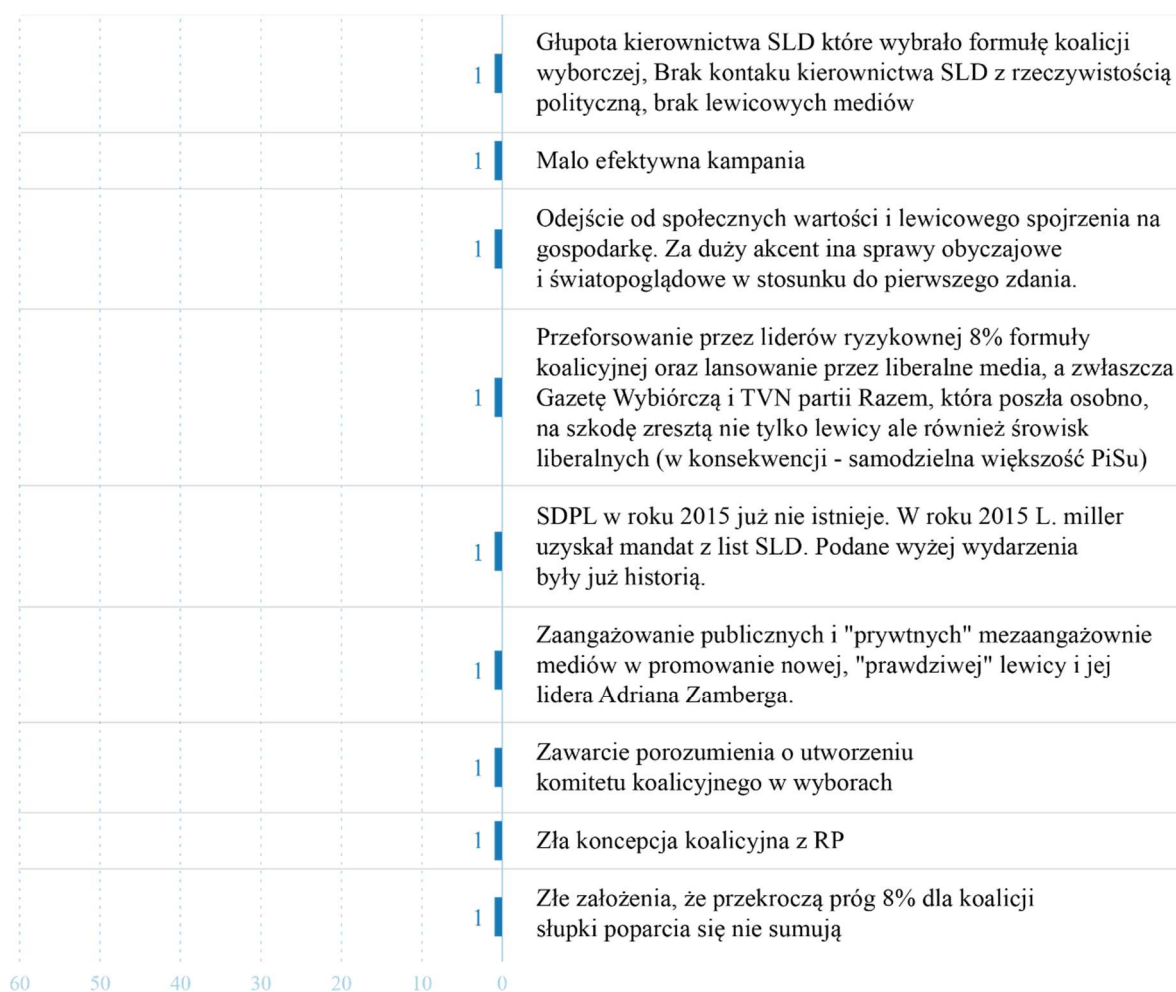 1
Głupota kierownictwa SLD które wybrało formułę koalicji
wyborczej, Brak kontaku kierownictwa SLD z rzeczywistością
polityczną, brak lewicowych mediów
1
Malo efektywna kampania
1
Odejście od społecznych wartości i lewicowego spojrzenia na
gospodarkę. Za duży akcent ina sprawy obyczajowe
i światopoglądowe w stosunku do pierwszego zdania.
1
Przeforsowanie przez liderów ryzykownej 8% formuły
koalicyjnej oraz lansowanie przez liberalne media, a zwłaszcza
Gazetę Wybiórczą i TVN partii Razem, która poszła osobno,
na szkodę zresztą nie tylko lewicy ale również śrowisk
liberalnych (w konsekwencji - samodzielna większość PiSu)
1
SDPL w roku 2015 już nie istnieje. W roku 2015 L. miller
uzyskał mandat z list SLD. Podane wyżej wydarzenia
były już historią.
1
Zaangażowanie publicznych i "prywtnych" mezaangażownie
mediów w promowanie nowej, "prawdziwej" lewicy i jej
lidera Adriana Zamberga.
1
Zawarcie porozumienia o utworzeniu
komitetu koalicyjnego w wyborach
1
Zła koncepcja koalicyjna z RP
1
Złe założenia, że przekroczą próg 8% dla koalicji
słupki poparcia się nie sumują
60 50 40 30 20 10 0